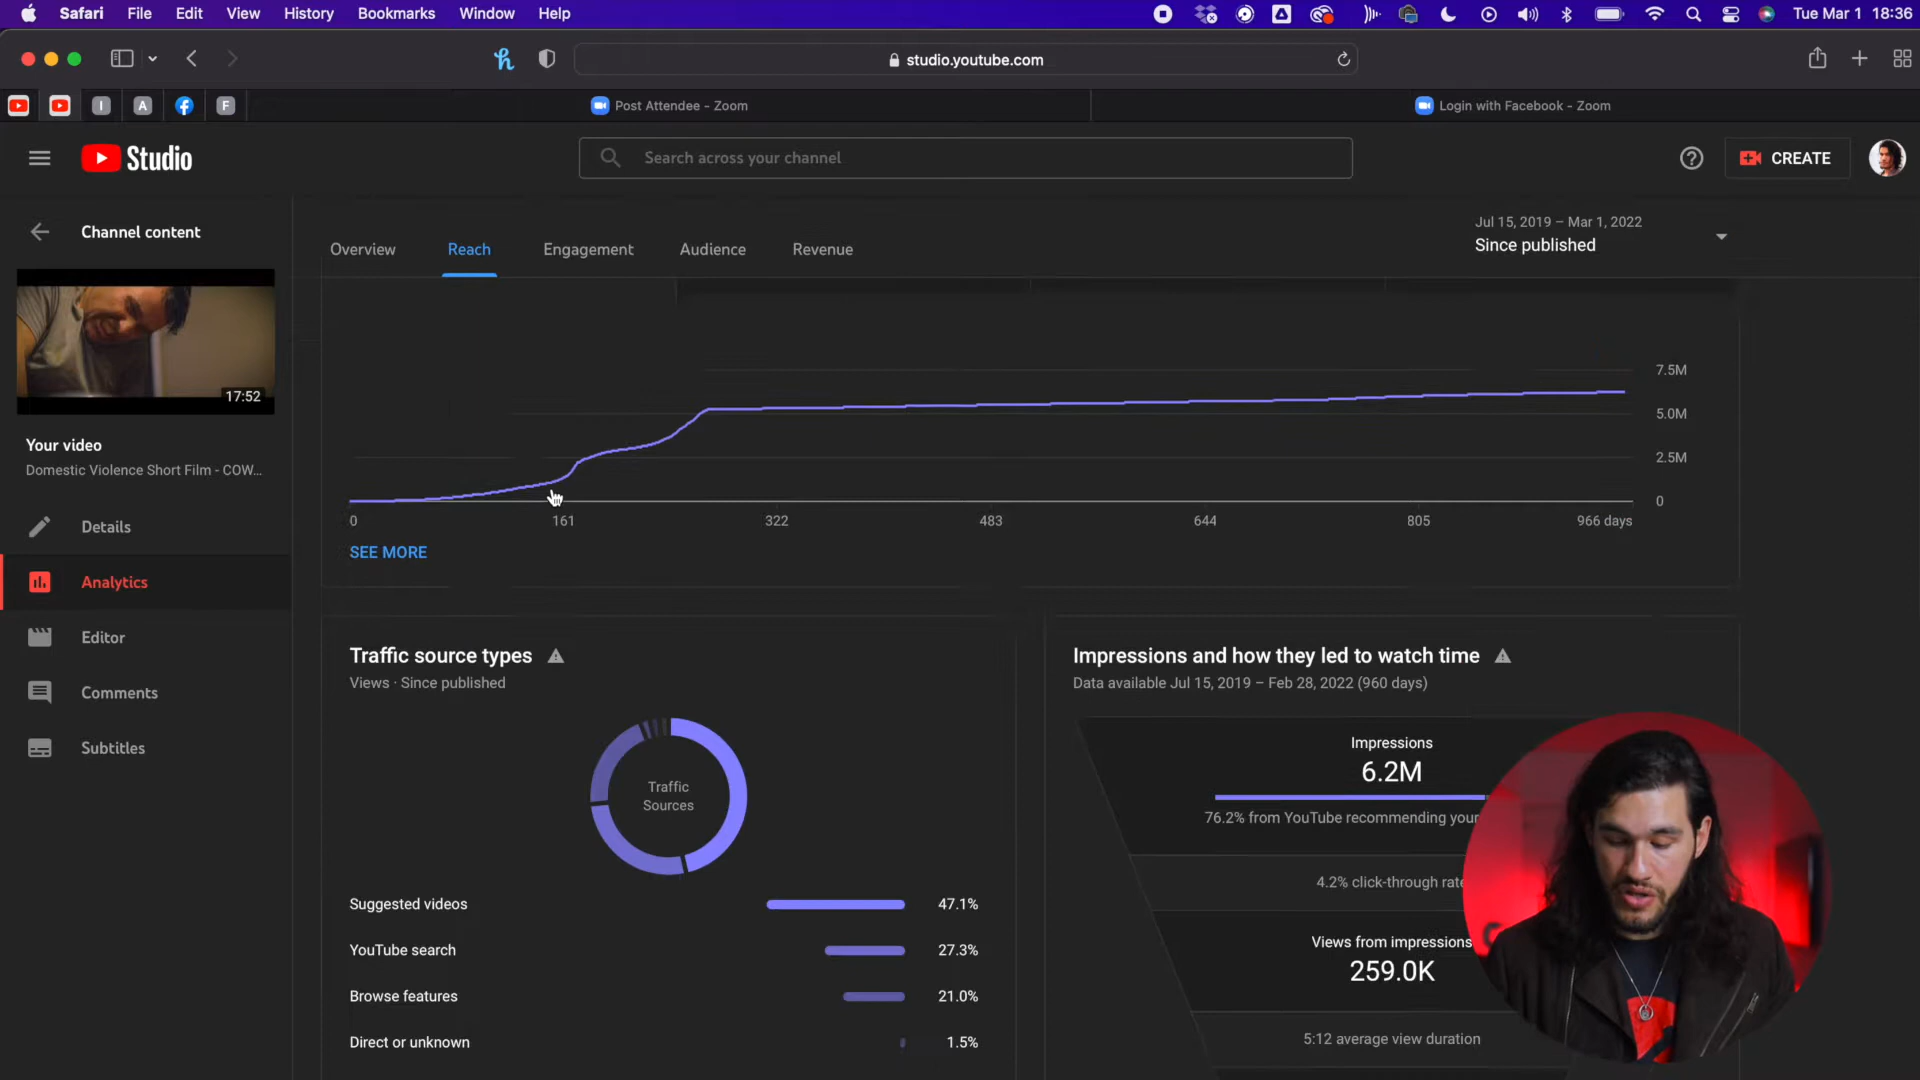 Safari File Edit View History Bookmarks Window Help
Tue Mar 1 18:36
studio.youtube.com
I A F Post Attendee - Zoom
Login with Facebook - Zoom
Studio
Search across your channel
CREATE
Channel content
17:52
Your video
Domestic Violence Short Film - COW...
Details
Analytics
Editor
Comments
Subtitles
Overview Reach Engagement Audience Revenue
Jul 15, 2019 – Mar 1, 2022
Since published
7.5M
5.0M
2.5M
0
0 161 322 483 644 805 966 days
SEE MORE
Traffic source types
Views · Since published
Traffic
Sources
Suggested videos 47.1%
YouTube search 27.3%
Browse features 21.0%
Direct or unknown 1.5%
Impressions and how they led to watch time
Data available Jul 15, 2019 – Feb 28, 2022 (960 days)
Impressions
6.2M
76.2% from YouTube recommending your
4.2% click-through rate
Views from impressions
259.0K
5:12 average view duration